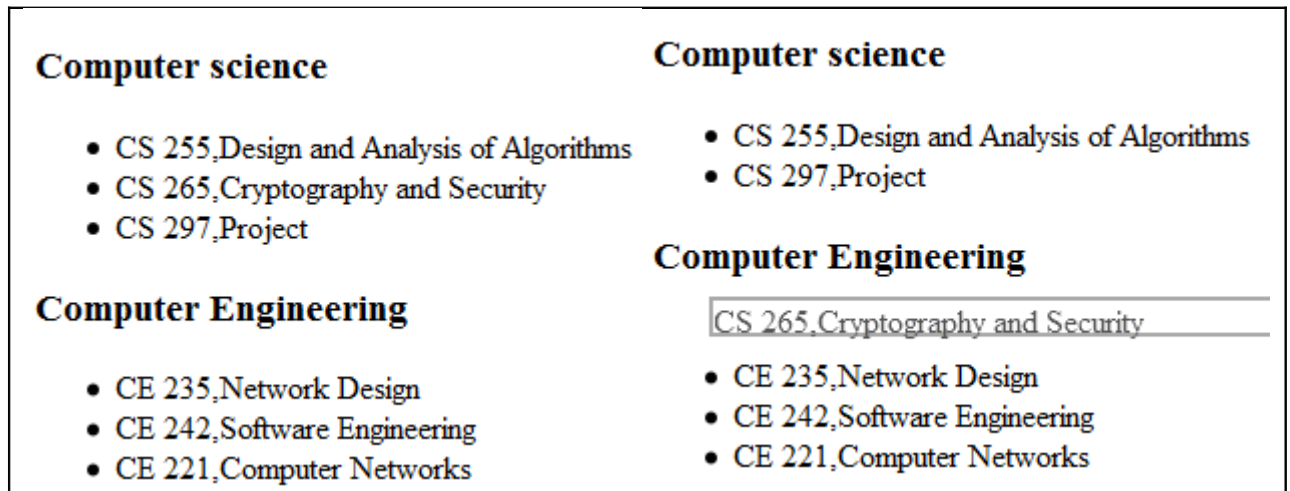 Computer science
CS 255,Design and Analysis of Algorithms
CS 265,Cryptography and Security
CS 297,Project
Computer Engineering
CE 235,Network Design
CE 242,Software Engineering
CE 221,Computer Networks
Computer science
CS 255,Design and Analysis of Algorithms
CS 297,Project
Computer Engineering
CS 265,Cryptography and Security
CE 235,Network Design
CE 242,Software Engineering
CE 221,Computer Networks